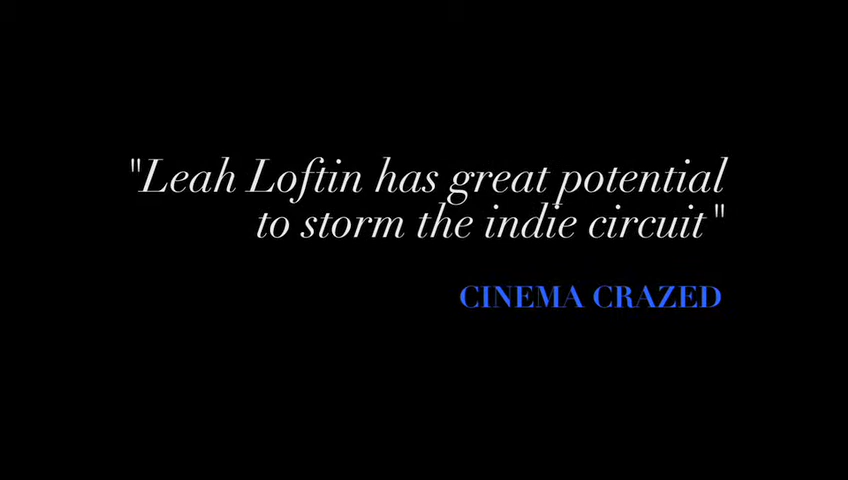 "Leah Loftin has great potential
to storm the indie circuit"
CINEMA CRAZED